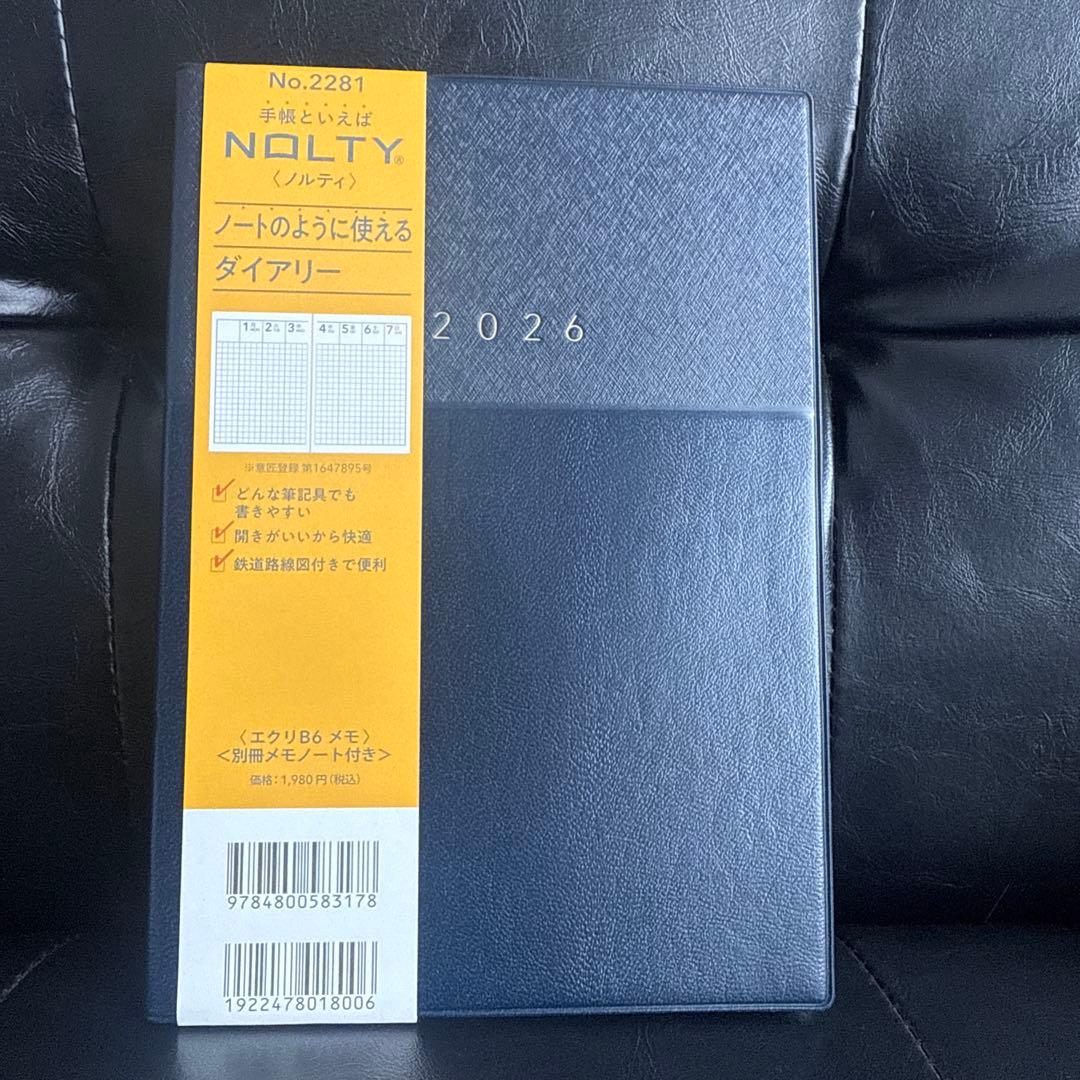 No.2281
手帳といえば
NOLTY®
〈ノルティ〉
ノートのように使える
ダイアリー
1 2 3 4 5 6 7
2026
※意匠登録 第1647895号
どんな筆記具でも
書きやすい
開きがいいから快適
鉄道路線図付きで便利
〈エクリB6 メモ〉
<別冊メモノート付き>
価格：1,980円（税込）
9784800583178
1922478018006